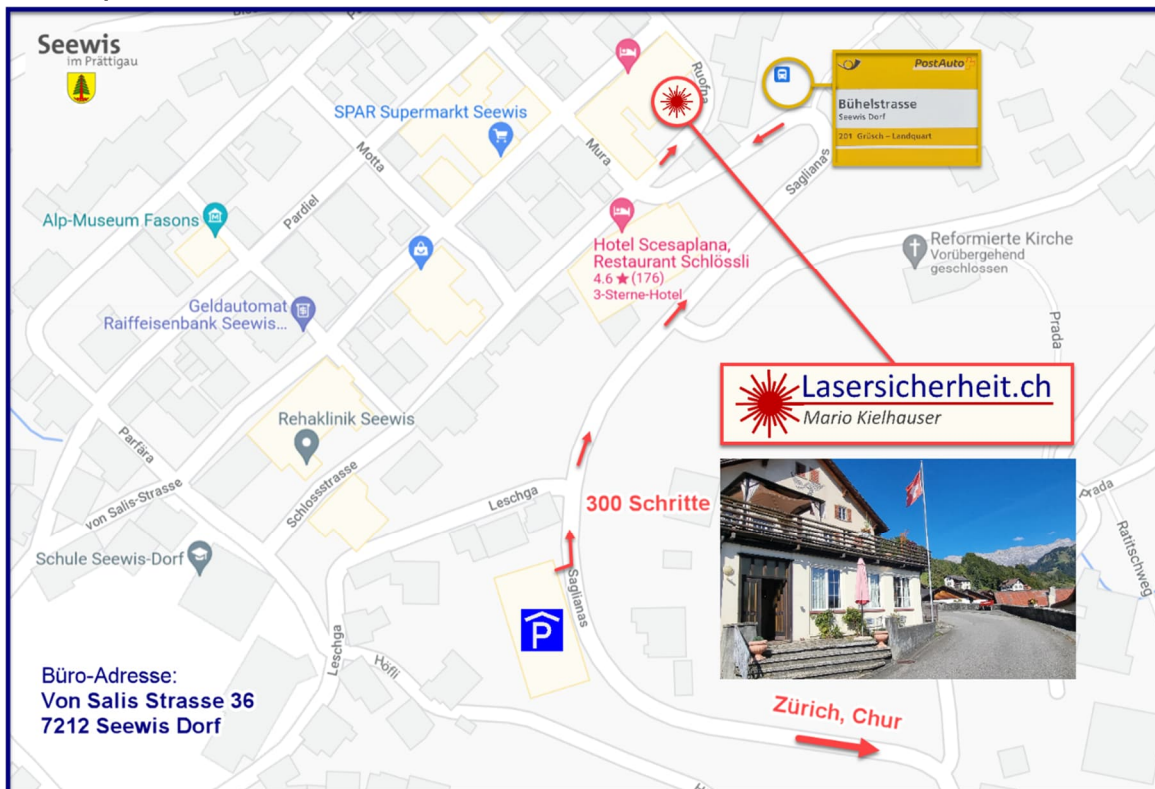 Seewis
im Prättigau
SPAR Supermarkt Seewis
Ruofna
PostAuto
Bühelstrasse
Seewis Dorf
201 Grüsch – Landquart
Motta
Mura
Saglianas
Pardiel
Alp-Museum Fasons
Hotel Scesaplana,
Restaurant Schlössli
4.6 ★ (176)
3-Sterne-Hotel
Reformierte Kirche
Vorübergehend
geschlossen
Geldautomat
Raiffeisenbank Seewis...
Prada
Lasersicherheit.ch
Mario Kielhauser
Rehaklinik Seewis
Parfära
von Salis-Strasse
Schlossstrasse
Leschga
300 Schritte
Prada
Ratitschweg
Schule Seewis-Dorf
Saglianas
P
Leschga
Höfli
Büro-Adresse:
Von Salis Strasse 36
7212 Seewis Dorf
Zürich, Chur